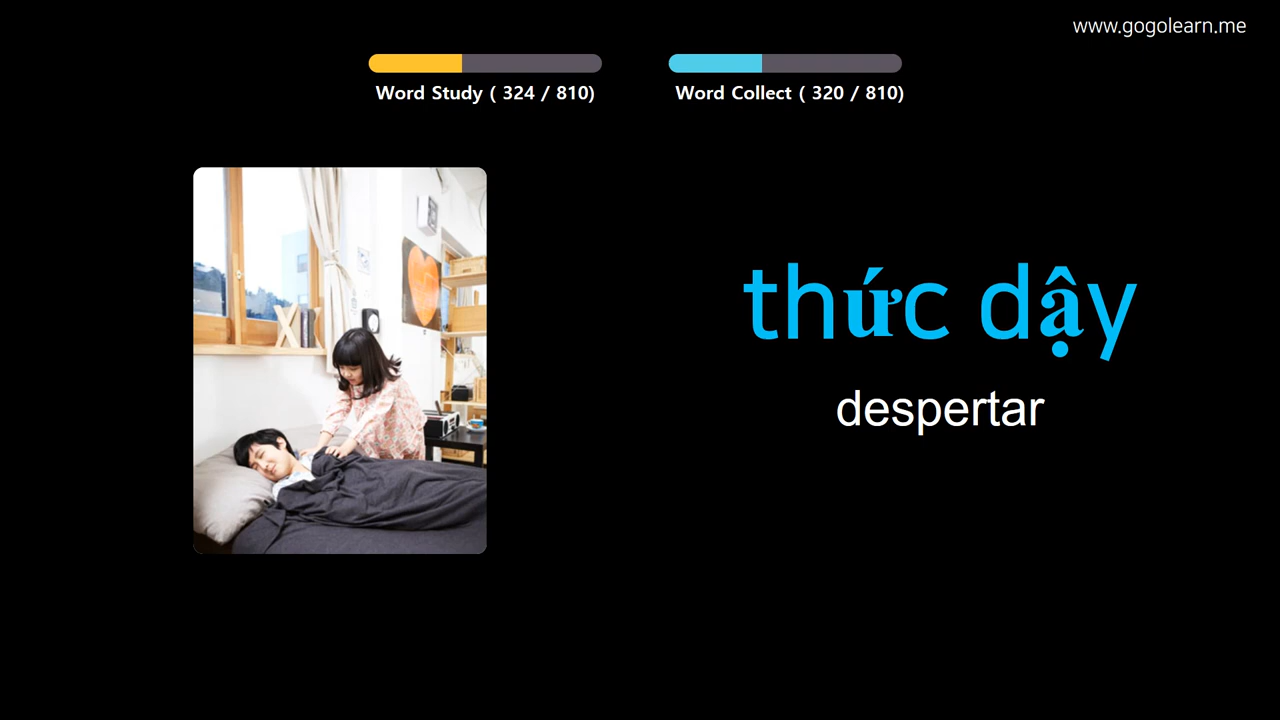 www.gogolearn.me
Word Study ( 324 / 810)
Word Collect ( 320 / 810)
thức dậy
despertar